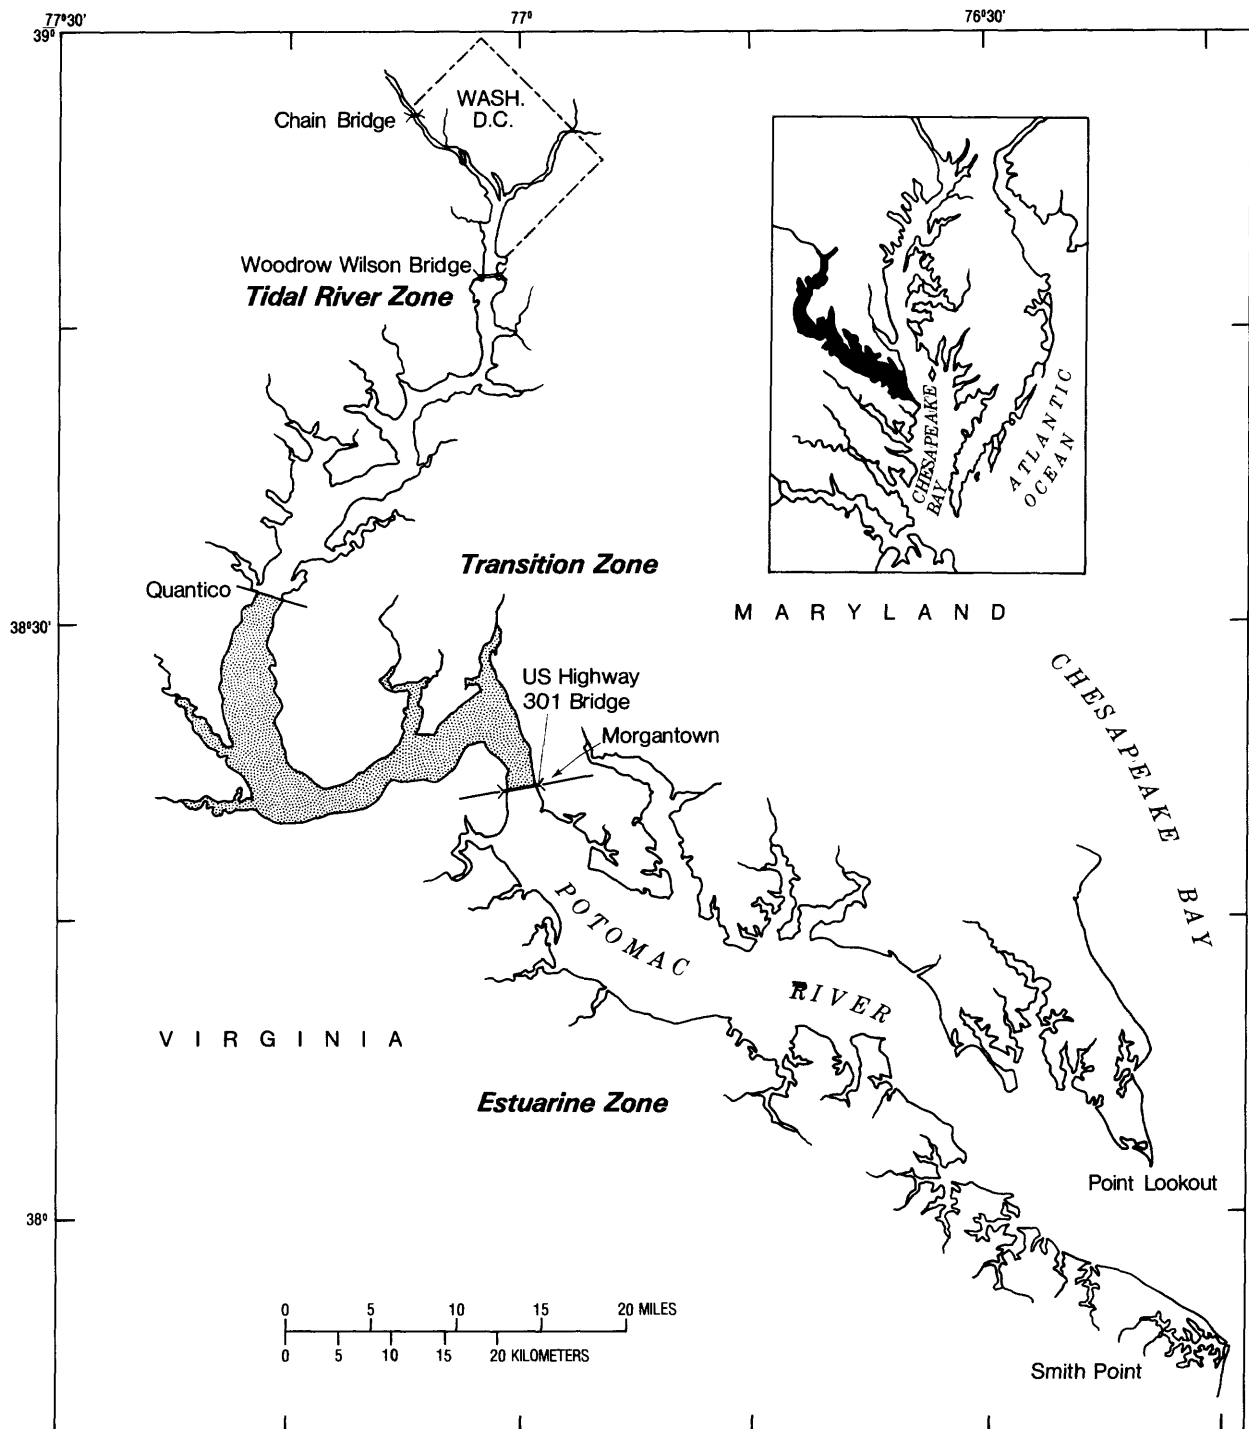 77°30' 77° 76°30'
39°
WASH.
D.C.
Chain Bridge
Woodrow Wilson Bridge
Tidal River Zone
CHESAPEAKE
BAY
ATLANTIC
OCEAN
Transition Zone
Quantico
MARYLAND
38°30'
US Highway
301 Bridge
Morgantown
CHESAPEAKE BAY
POTOMAC RIVER
VIRGINIA
Estuarine Zone
Point Lookout
38°
0 5 10 15 20 MILES
0 5 10 15 20 KILOMETERS
Smith Point